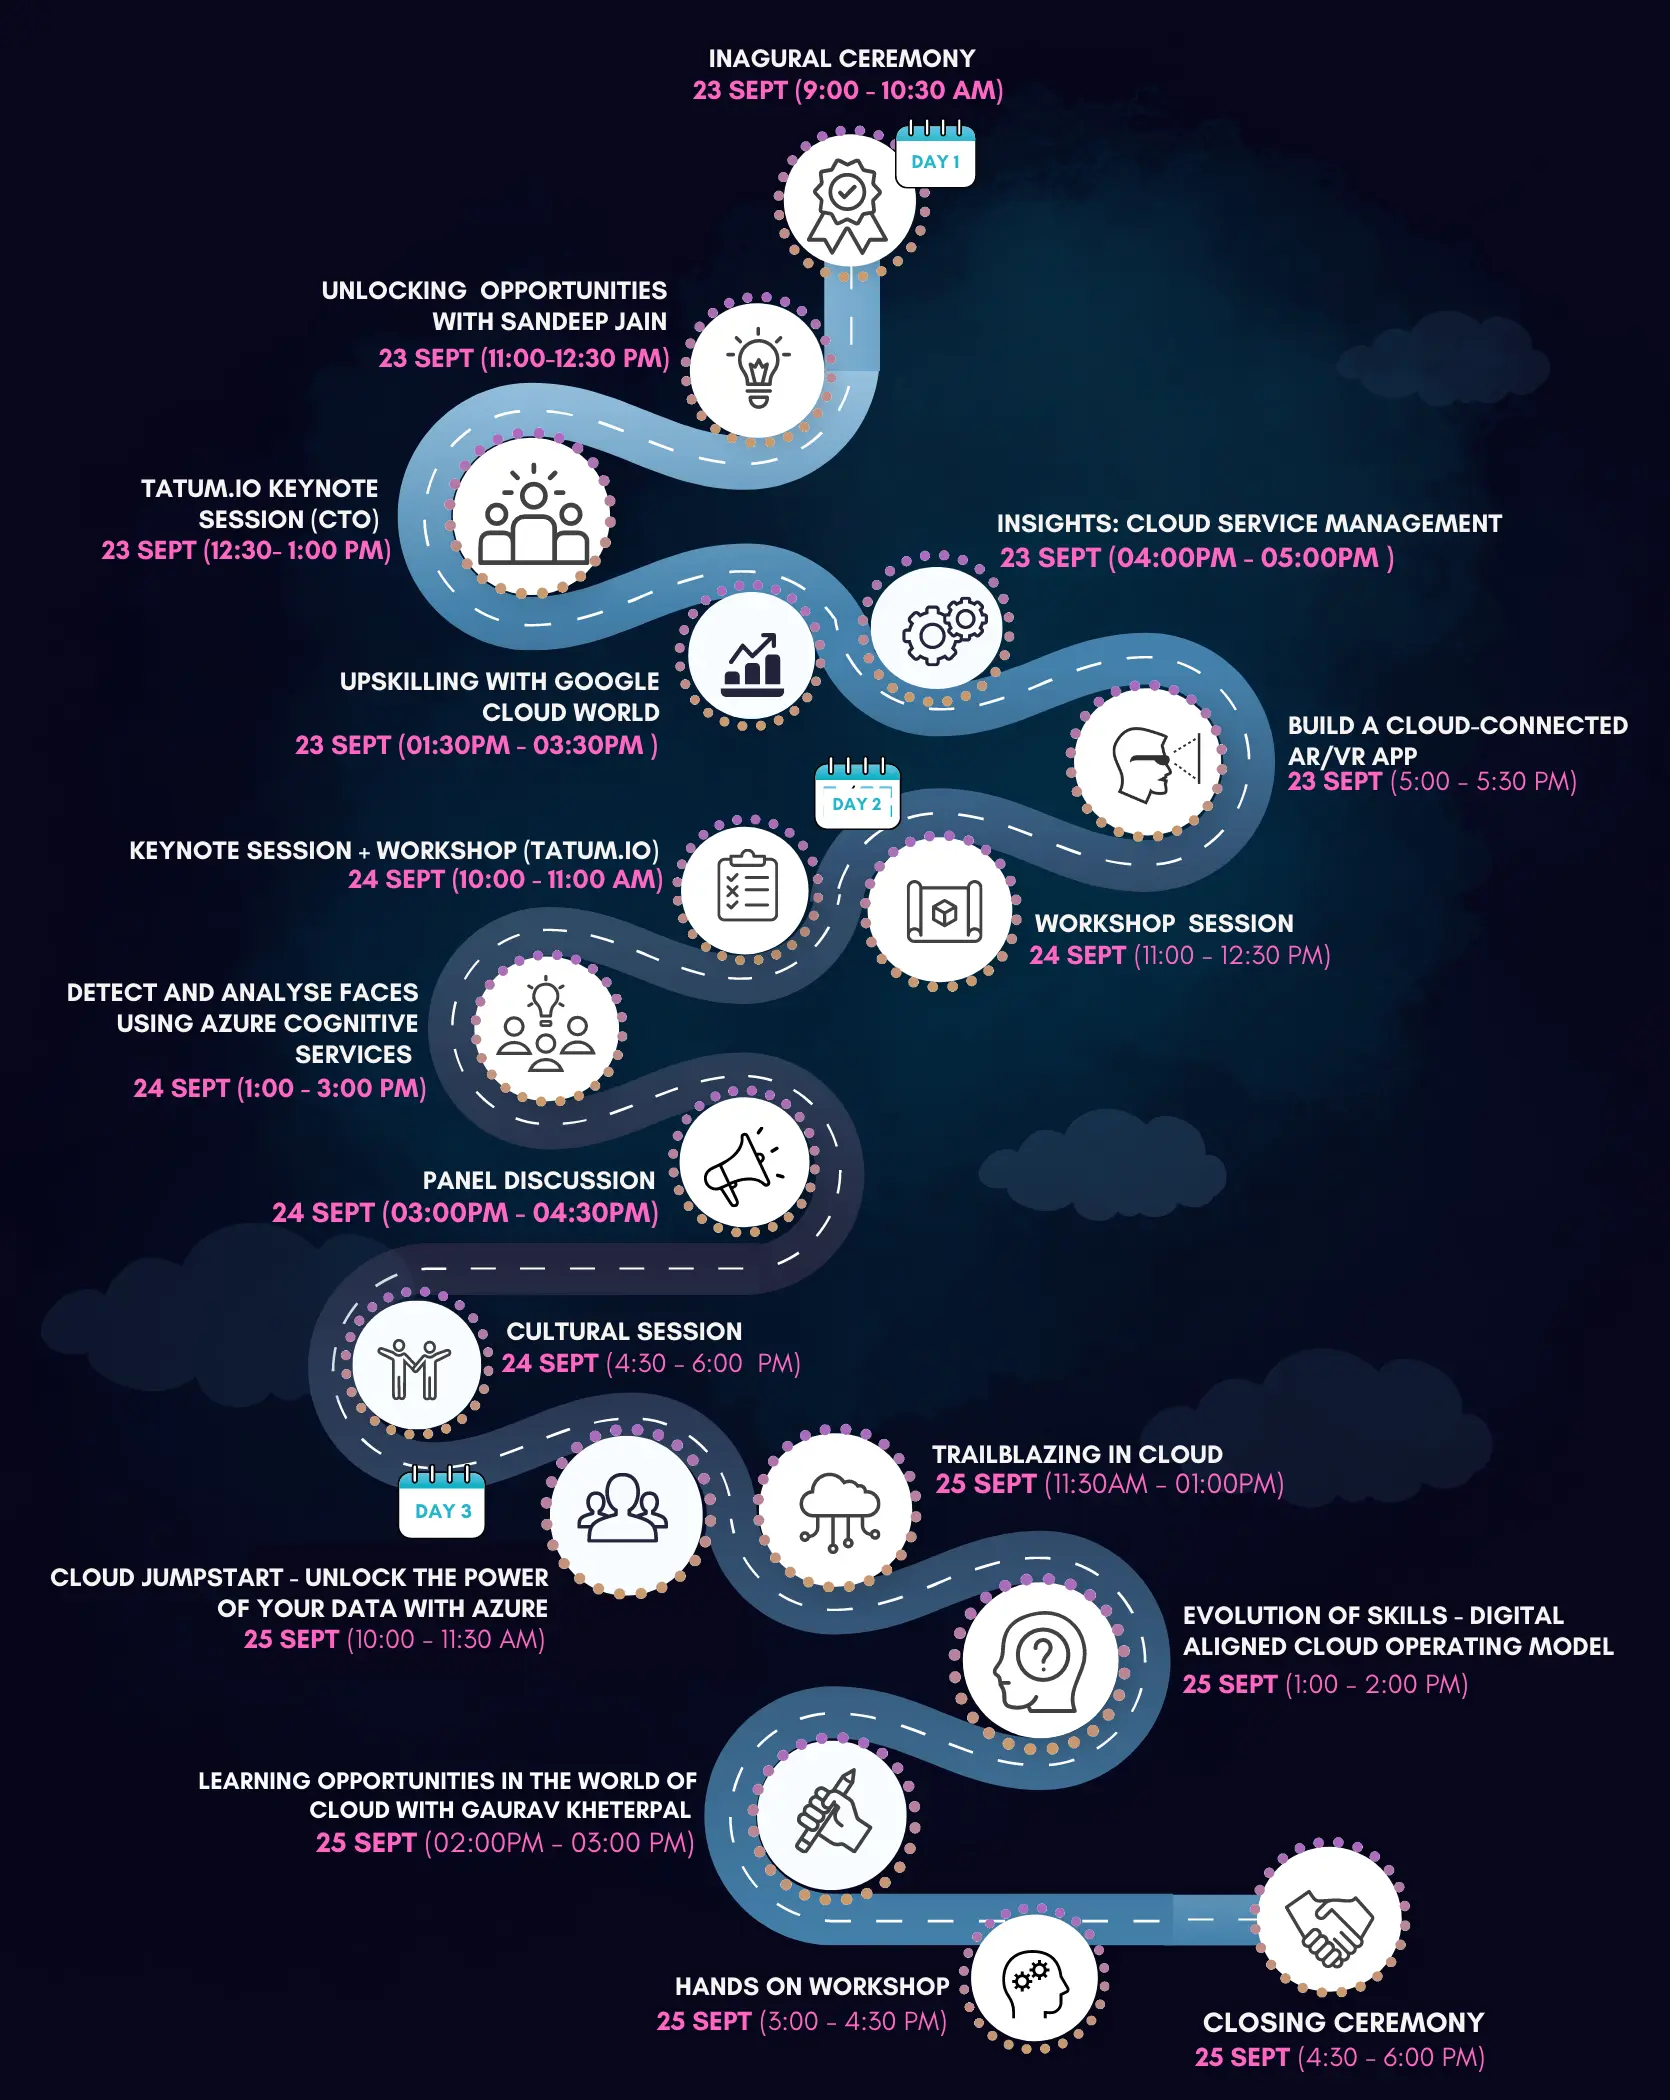 INAGURAL CEREMONY
23 SEPT (9:00 - 10:30 AM)
DAY 1
UNLOCKING OPPORTUNITIES
WITH SANDEEP JAIN
23 SEPT (11:00-12:30 PM)
TATUM.IO KEYNOTE
SESSION (CTO)
23 SEPT (12:30- 1:00 PM)
UPSKILLING WITH GOOGLE
CLOUD WORLD
23 SEPT (01:30PM - 03:30PM )
INSIGHTS: CLOUD SERVICE MANAGEMENT
23 SEPT (04:00PM - 05:00PM )
BUILD A CLOUD-CONNECTED
AR/VR APP
23 SEPT (5:00 - 5:30 PM)
DAY 2
KEYNOTE SESSION + WORKSHOP (TATUM.IO)
24 SEPT (10:00 - 11:00 AM)
WORKSHOP SESSION
24 SEPT (11:00 - 12:30 PM)
DETECT AND ANALYSE FACES
USING AZURE COGNITIVE
SERVICES
24 SEPT (1:00 - 3:00 PM)
PANEL DISCUSSION
24 SEPT (03:00PM - 04:30PM)
CULTURAL SESSION
24 SEPT (4:30 - 6:00 PM)
DAY 3
CLOUD JUMPSTART - UNLOCK THE POWER
OF YOUR DATA WITH AZURE
25 SEPT (10:00 - 11:30 AM)
TRAILBLAZING IN CLOUD
25 SEPT (11:30AM - 01:00PM)
EVOLUTION OF SKILLS - DIGITAL
ALIGNED CLOUD OPERATING MODEL
25 SEPT (1:00 - 2:00 PM)
LEARNING OPPORTUNITIES IN THE WORLD OF
CLOUD WITH GAURAV KHETERPAL
25 SEPT (02:00PM - 03:00 PM)
HANDS ON WORKSHOP
25 SEPT (3:00 - 4:30 PM)
CLOSING CEREMONY
25 SEPT (4:30 - 6:00 PM)